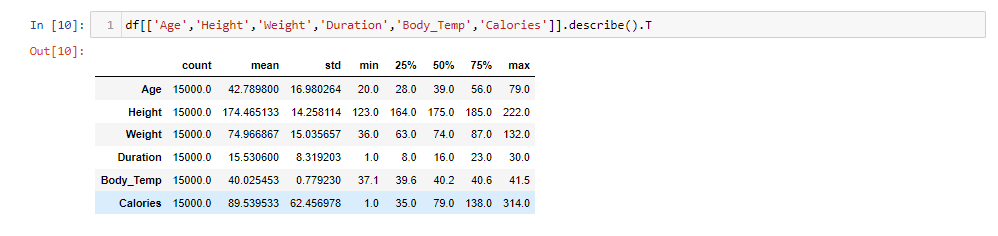 In [10]: 1 df[['Age','Height','Weight','Duration','Body_Temp','Calories']].describe().T
Out[10]:
count mean std min 25% 50% 75% max
Age 15000.0 42.789800 16.980264 20.0 28.0 39.0 56.0 79.0
Height 15000.0 174.465133 14.258114 123.0 164.0 175.0 185.0 222.0
Weight 15000.0 74.966867 15.035657 36.0 63.0 74.0 87.0 132.0
Duration 15000.0 15.530600 8.319203 1.0 8.0 16.0 23.0 30.0
Body_Temp 15000.0 40.025453 0.779230 37.1 39.6 40.2 40.6 41.5
Calories 15000.0 89.539533 62.456978 1.0 35.0 79.0 138.0 314.0